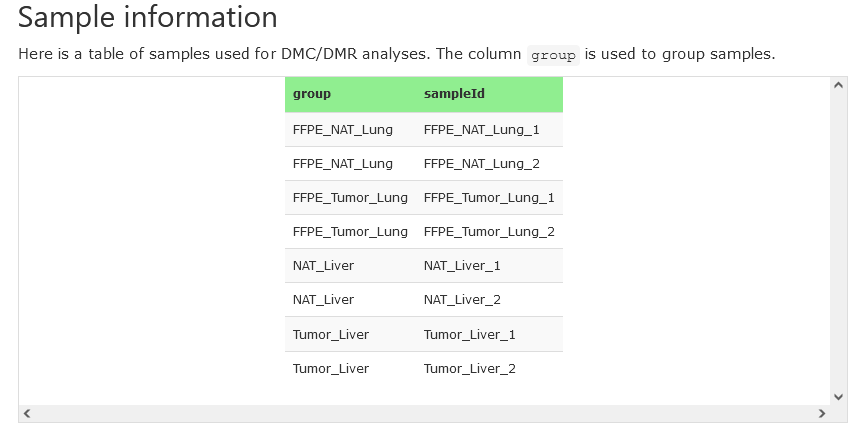 Sample information
Here is a table of samples used for DMC/DMR analyses. The column group is used to group samples.
group sampleId
FFPE_NAT_Lung FFPE_NAT_Lung_1
FFPE_NAT_Lung FFPE_NAT_Lung_2
FFPE_Tumor_Lung FFPE_Tumor_Lung_1
FFPE_Tumor_Lung FFPE_Tumor_Lung_2
NAT_Liver NAT_Liver_1
NAT_Liver NAT_Liver_2
Tumor_Liver Tumor_Liver_1
Tumor_Liver Tumor_Liver_2